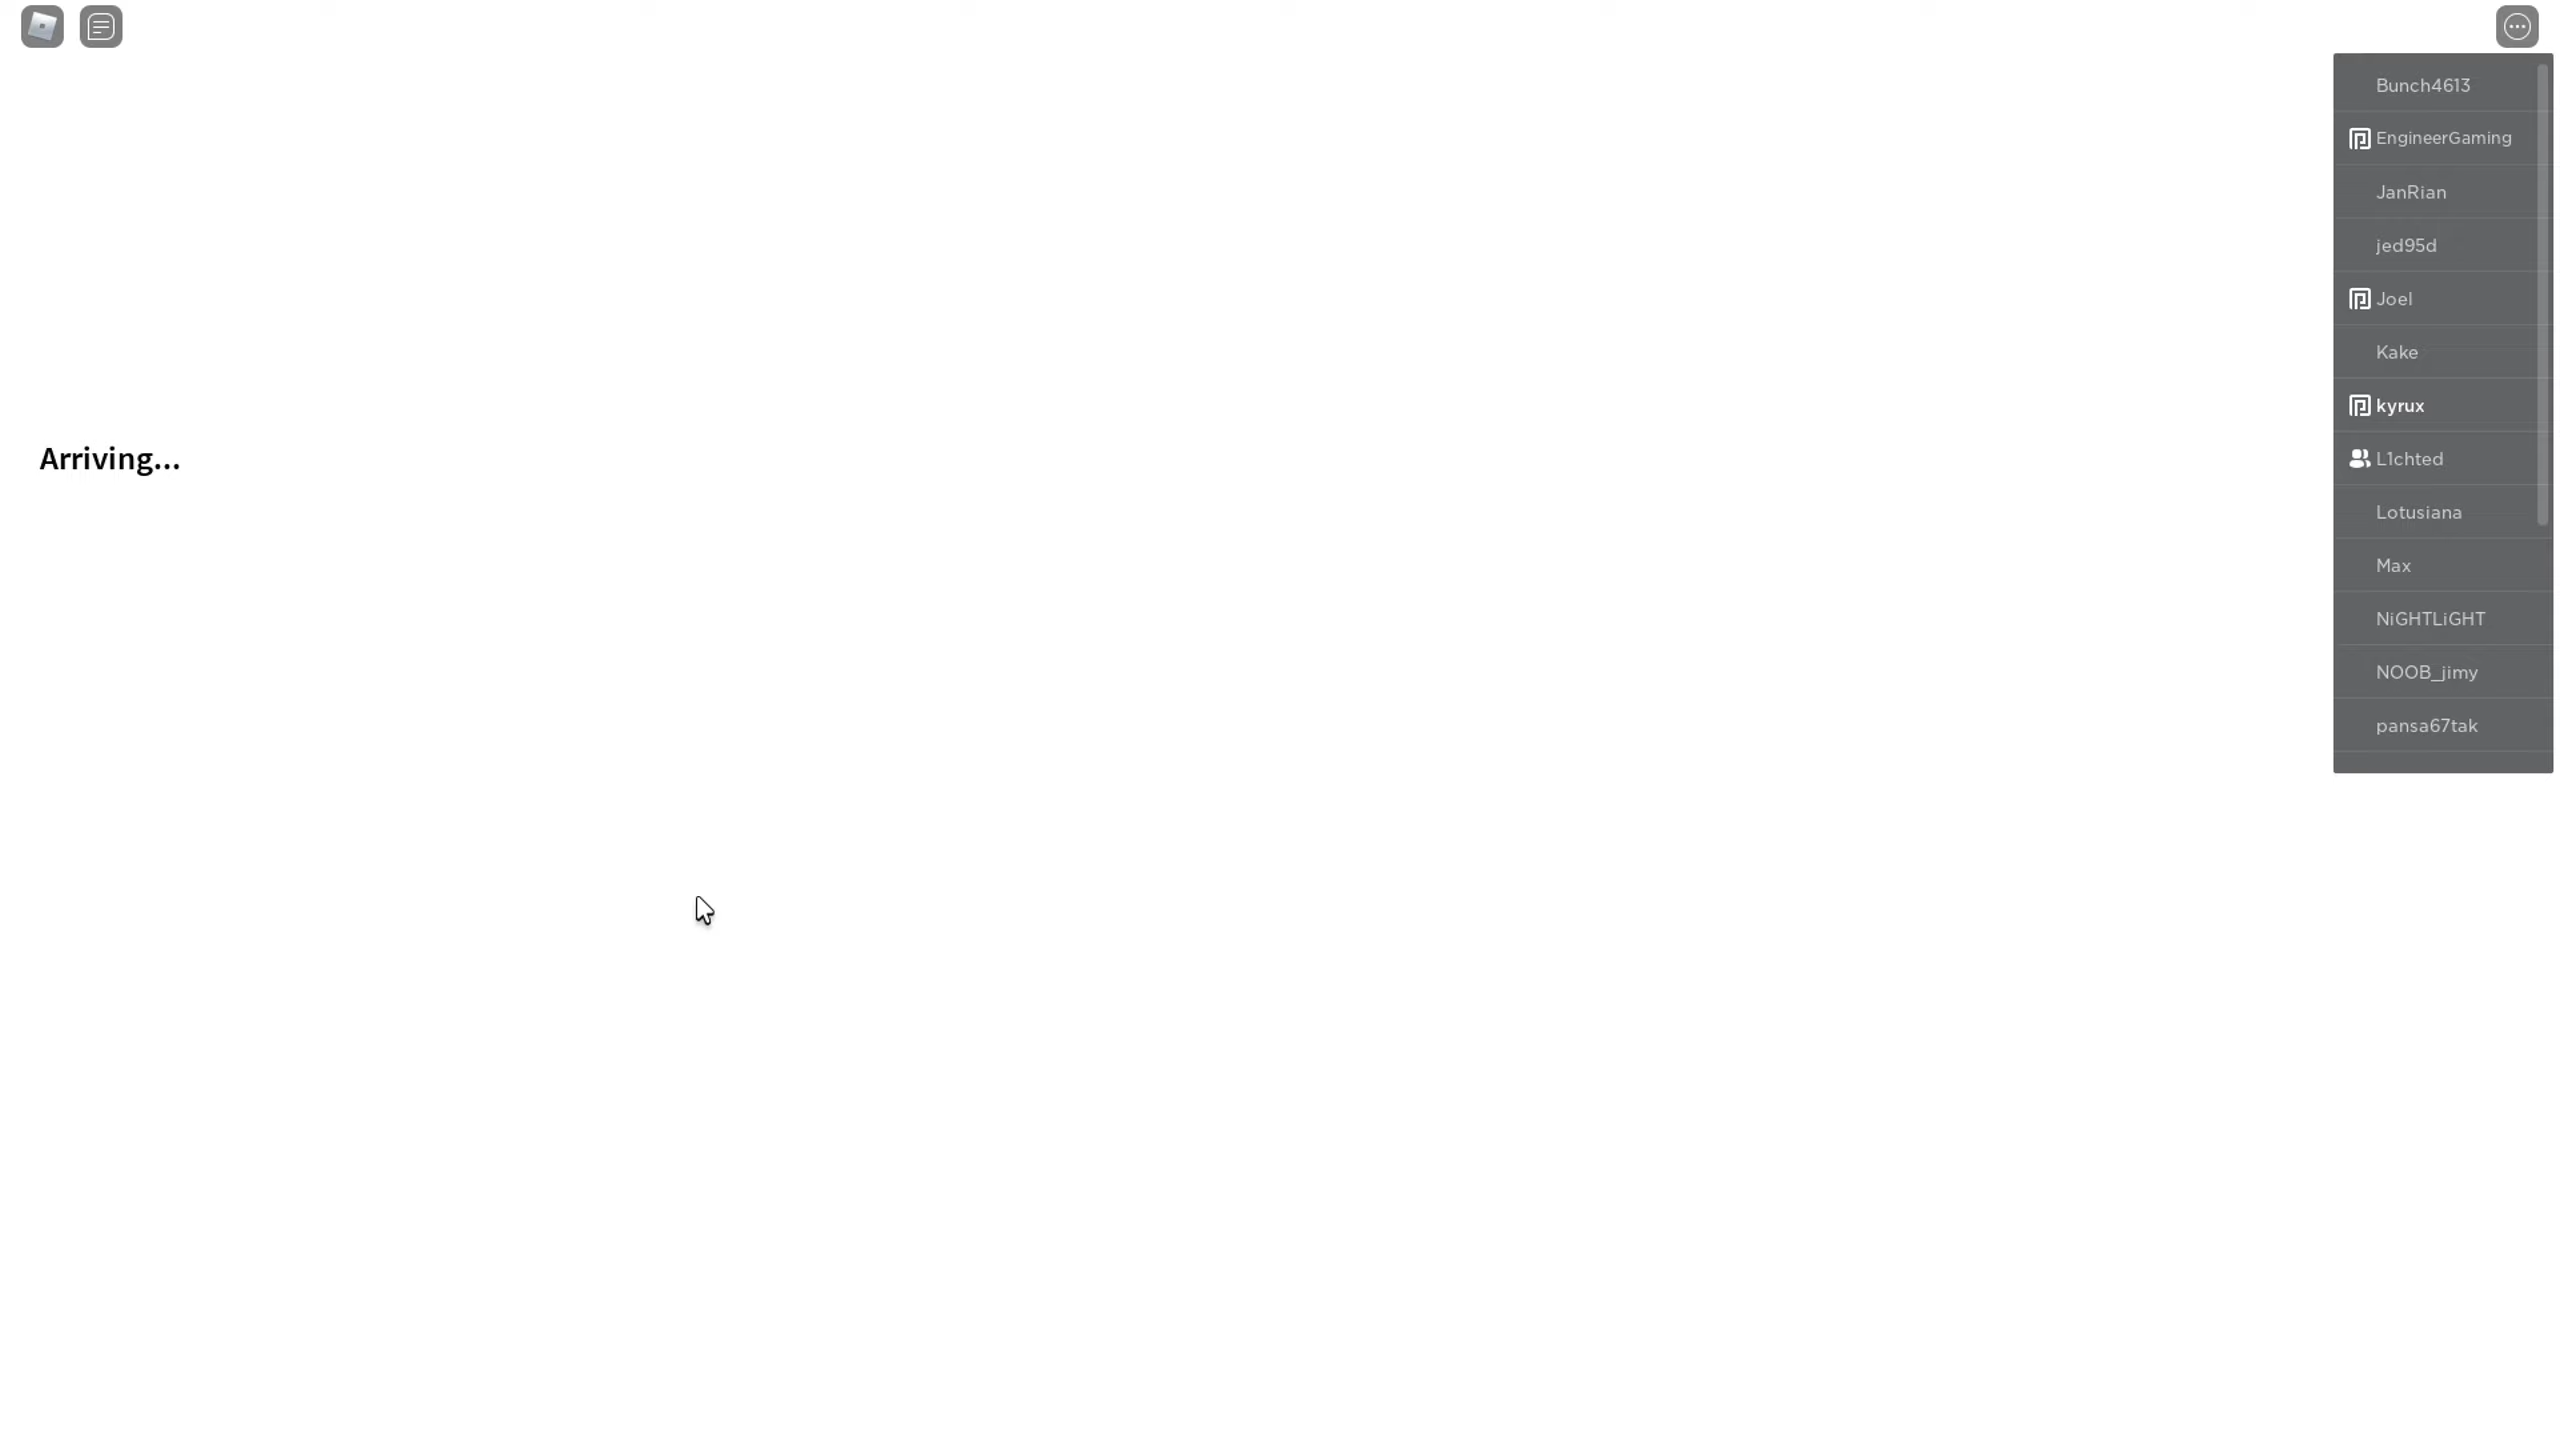 Bunch4613
EngineerGaming
JanRian
jed95d
Joel
Kake
kyrux
Arriving...
L1chted
Lotusiana
Max
NiGHTLiGHT
NOOB_jimy
pansa67tak